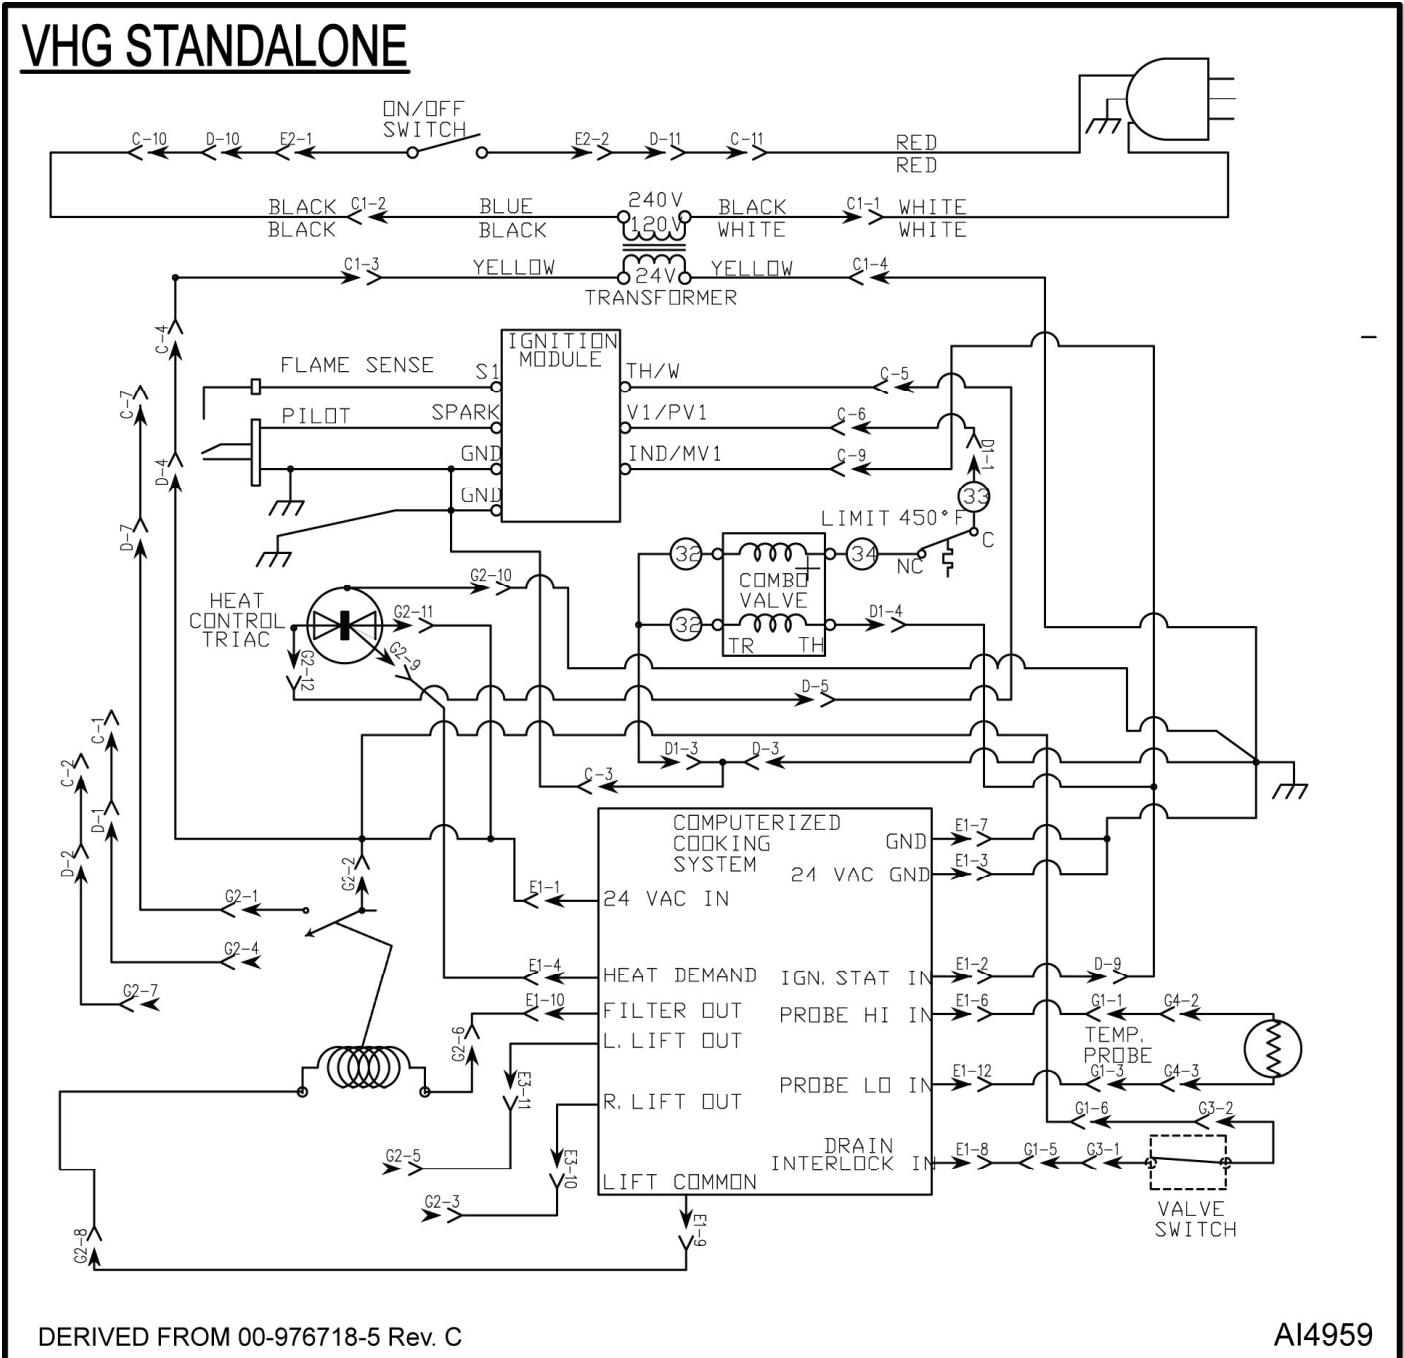 VHG STANDALONE
ON/OFF
SWITCH
C-10
D-10
E2-1
E2-2
D-11
C-11
RED
RED
BLACK
BLACK
C1-2
BLUE
BLACK
240V
120V
BLACK
WHITE
C1-1
WHITE
WHITE
C1-3
YELLOW
24V
YELLOW
C1-4
TRANSFORMER
C-4
IGNITION
MODULE
FLAME SENSE
S1
TH/W
C-5
C-7
PILOT
SPARK
V1/PV1
C-6
D-4
GND
IND/MV1
C-9
D1-1
GND
33
LIMIT 450°F
C
D-7
32
34
NC
COMBO
VALVE
G2-10
HEAT
CONTROL
TRIAC
G2-11
32
TR
TH
D1-4
G2-9
G2-12
D-5
C-1
C-2
D1-3
D-3
C-3
D-1
D-2
COMPUTERIZED
COOKING
SYSTEM
GND
E1-7
24 VAC GND
E1-3
G2-2
G2-1
E1-1
24 VAC IN
G2-4
E1-4
HEAT DEMAND
IGN. STAT IN
E1-2
D-9
G2-7
E1-10
FILTER OUT
PROBE HI IN
E1-6
G1-1
G4-2
G2-6
L. LIFT OUT
TEMP.
PROBE
E3-11
PROBE LO IN
E1-12
G1-3
G4-3
R. LIFT OUT
G1-6
G3-2
G2-5
E3-10
DRAIN
INTERLOCK IN
E1-8
G1-5
G3-1
LIFT COMMON
G2-3
VALVE
SWITCH
E1-9
G2-8
DERIVED FROM 00-976718-5 Rev. C
AI4959